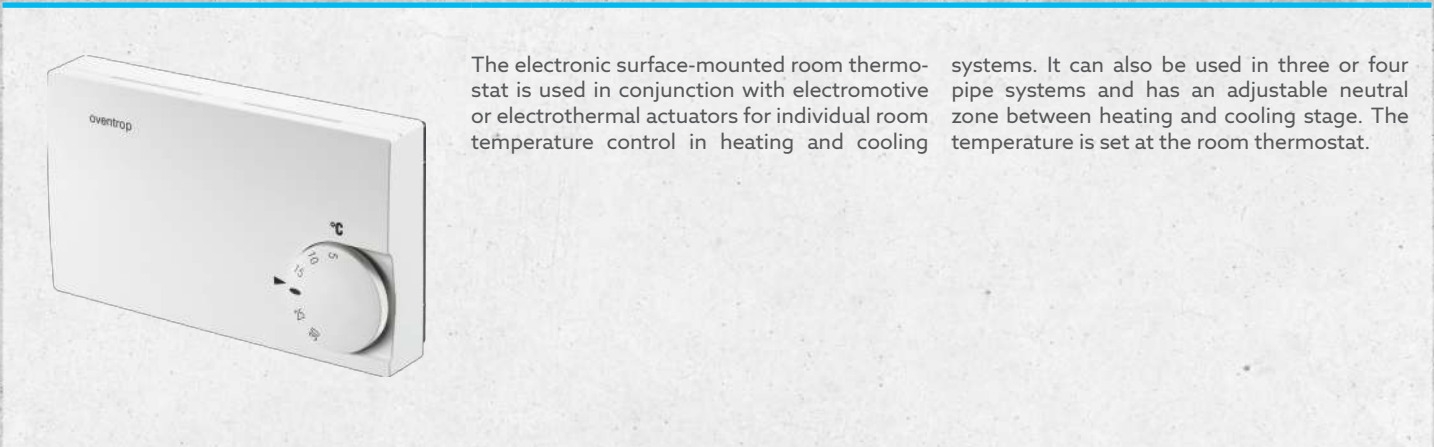 oventrop
°C
5
10
15
The electronic surface-mounted room thermo-
stat is used in conjunction with electromotive
or electrothermal actuators for individual room
temperature control in heating and cooling
systems. It can also be used in three or four
pipe systems and has an adjustable neutral
zone between heating and cooling stage. The
temperature is set at the room thermostat.